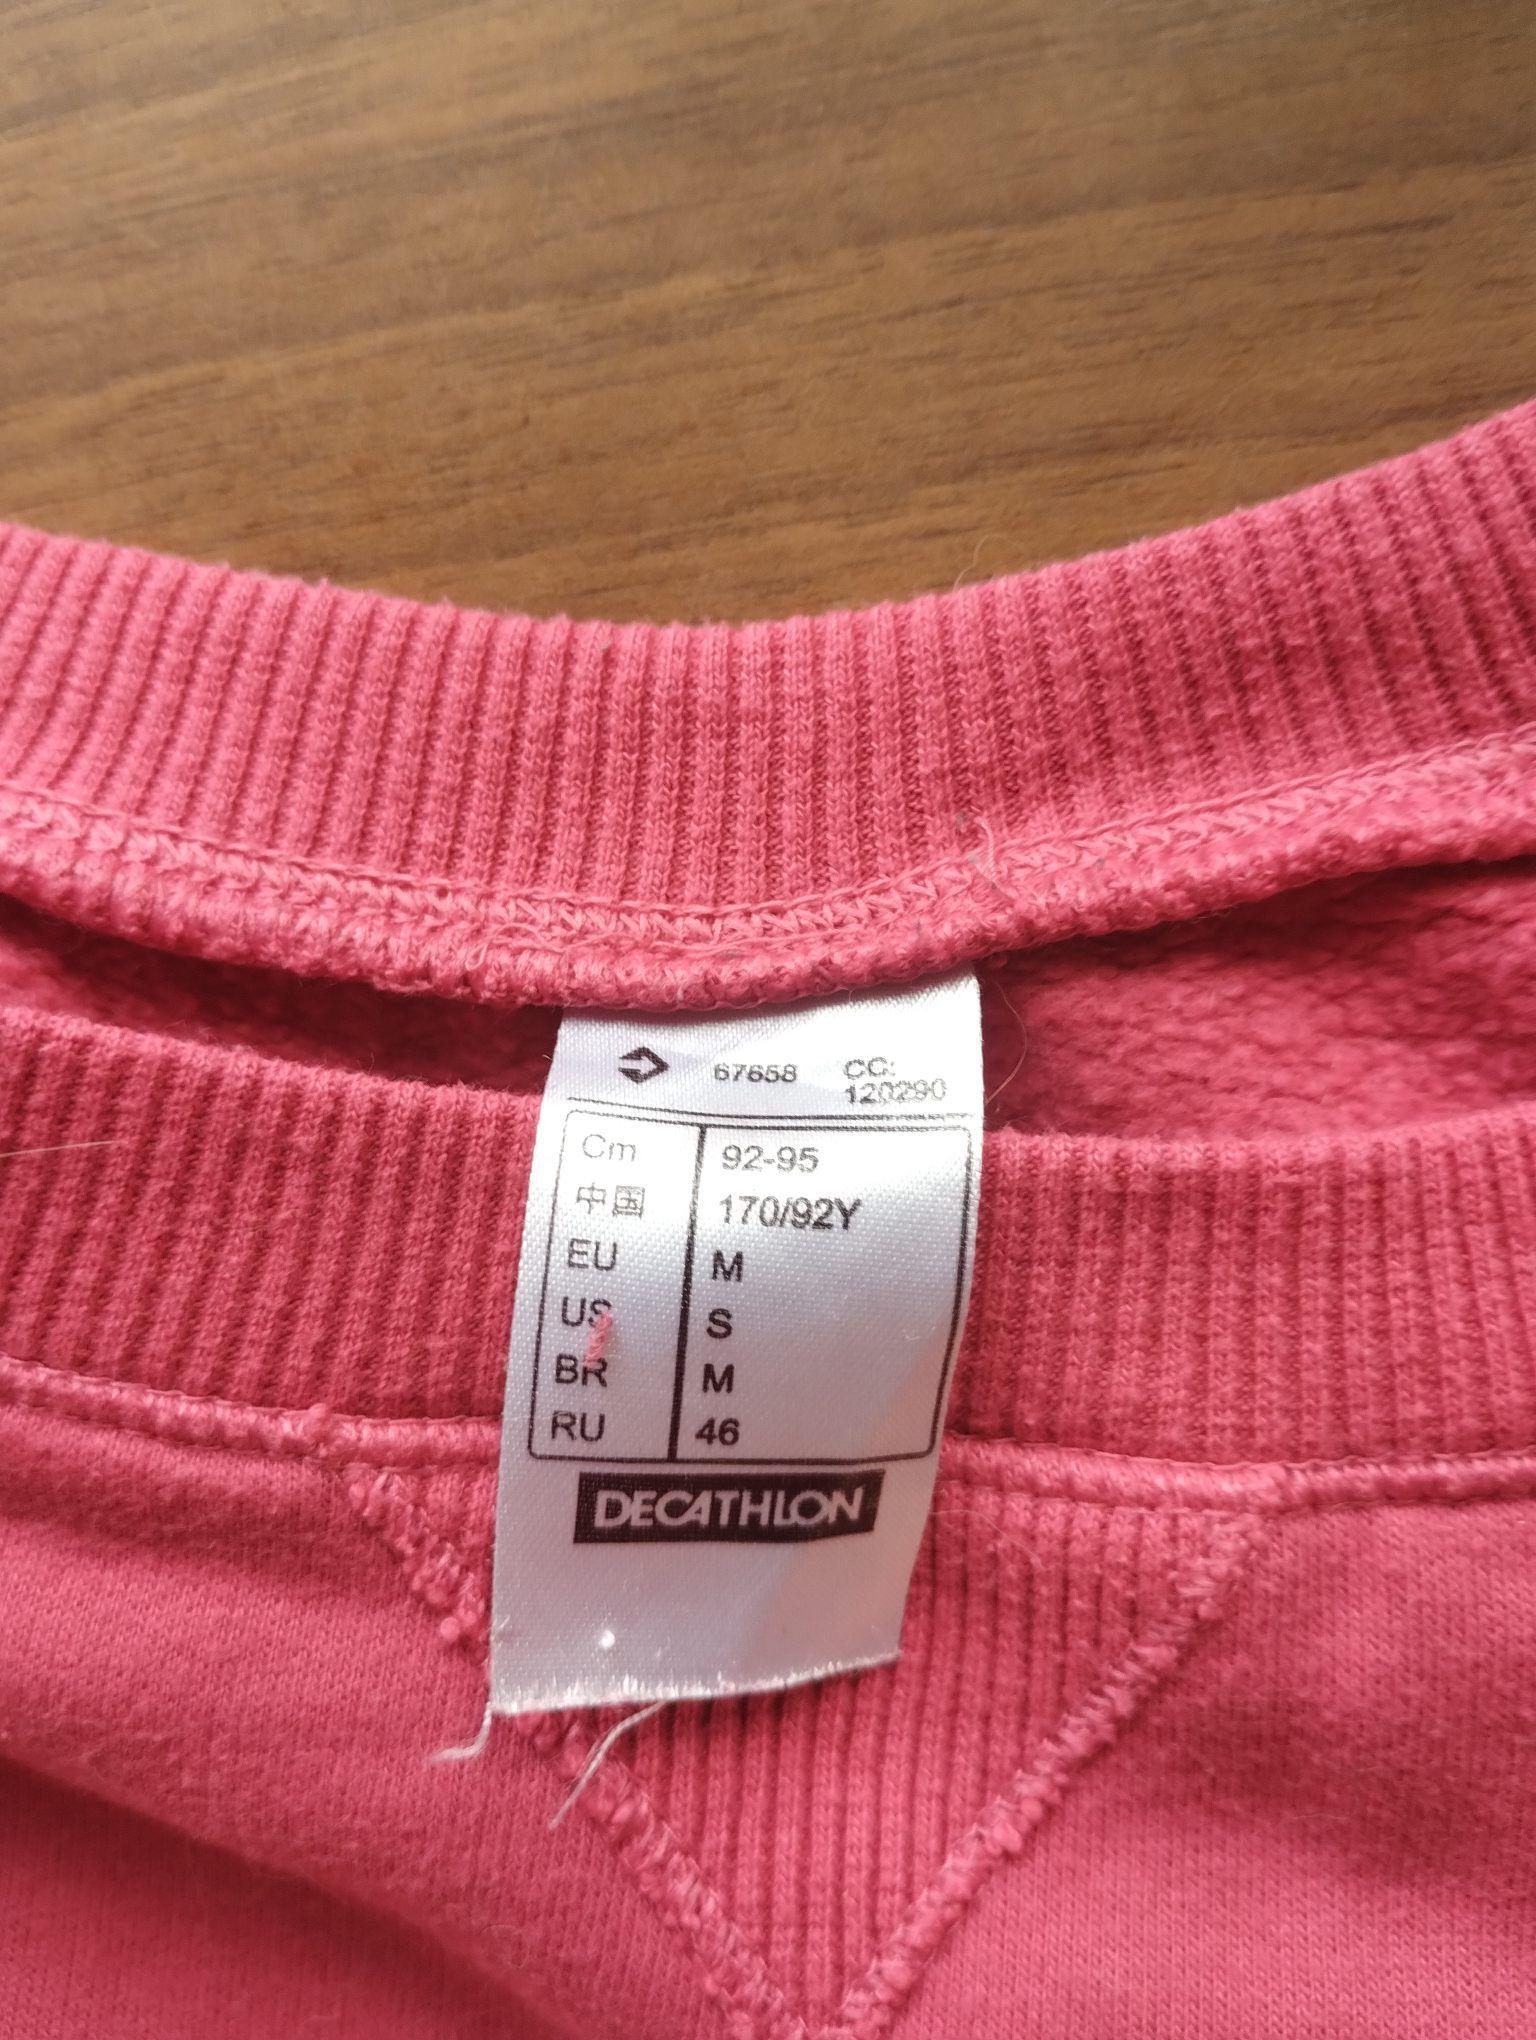 67658 CC:
120290
Cm 92-95
中国 170/92Y
EU M
US S
BR M
RU 46
DECATHLON